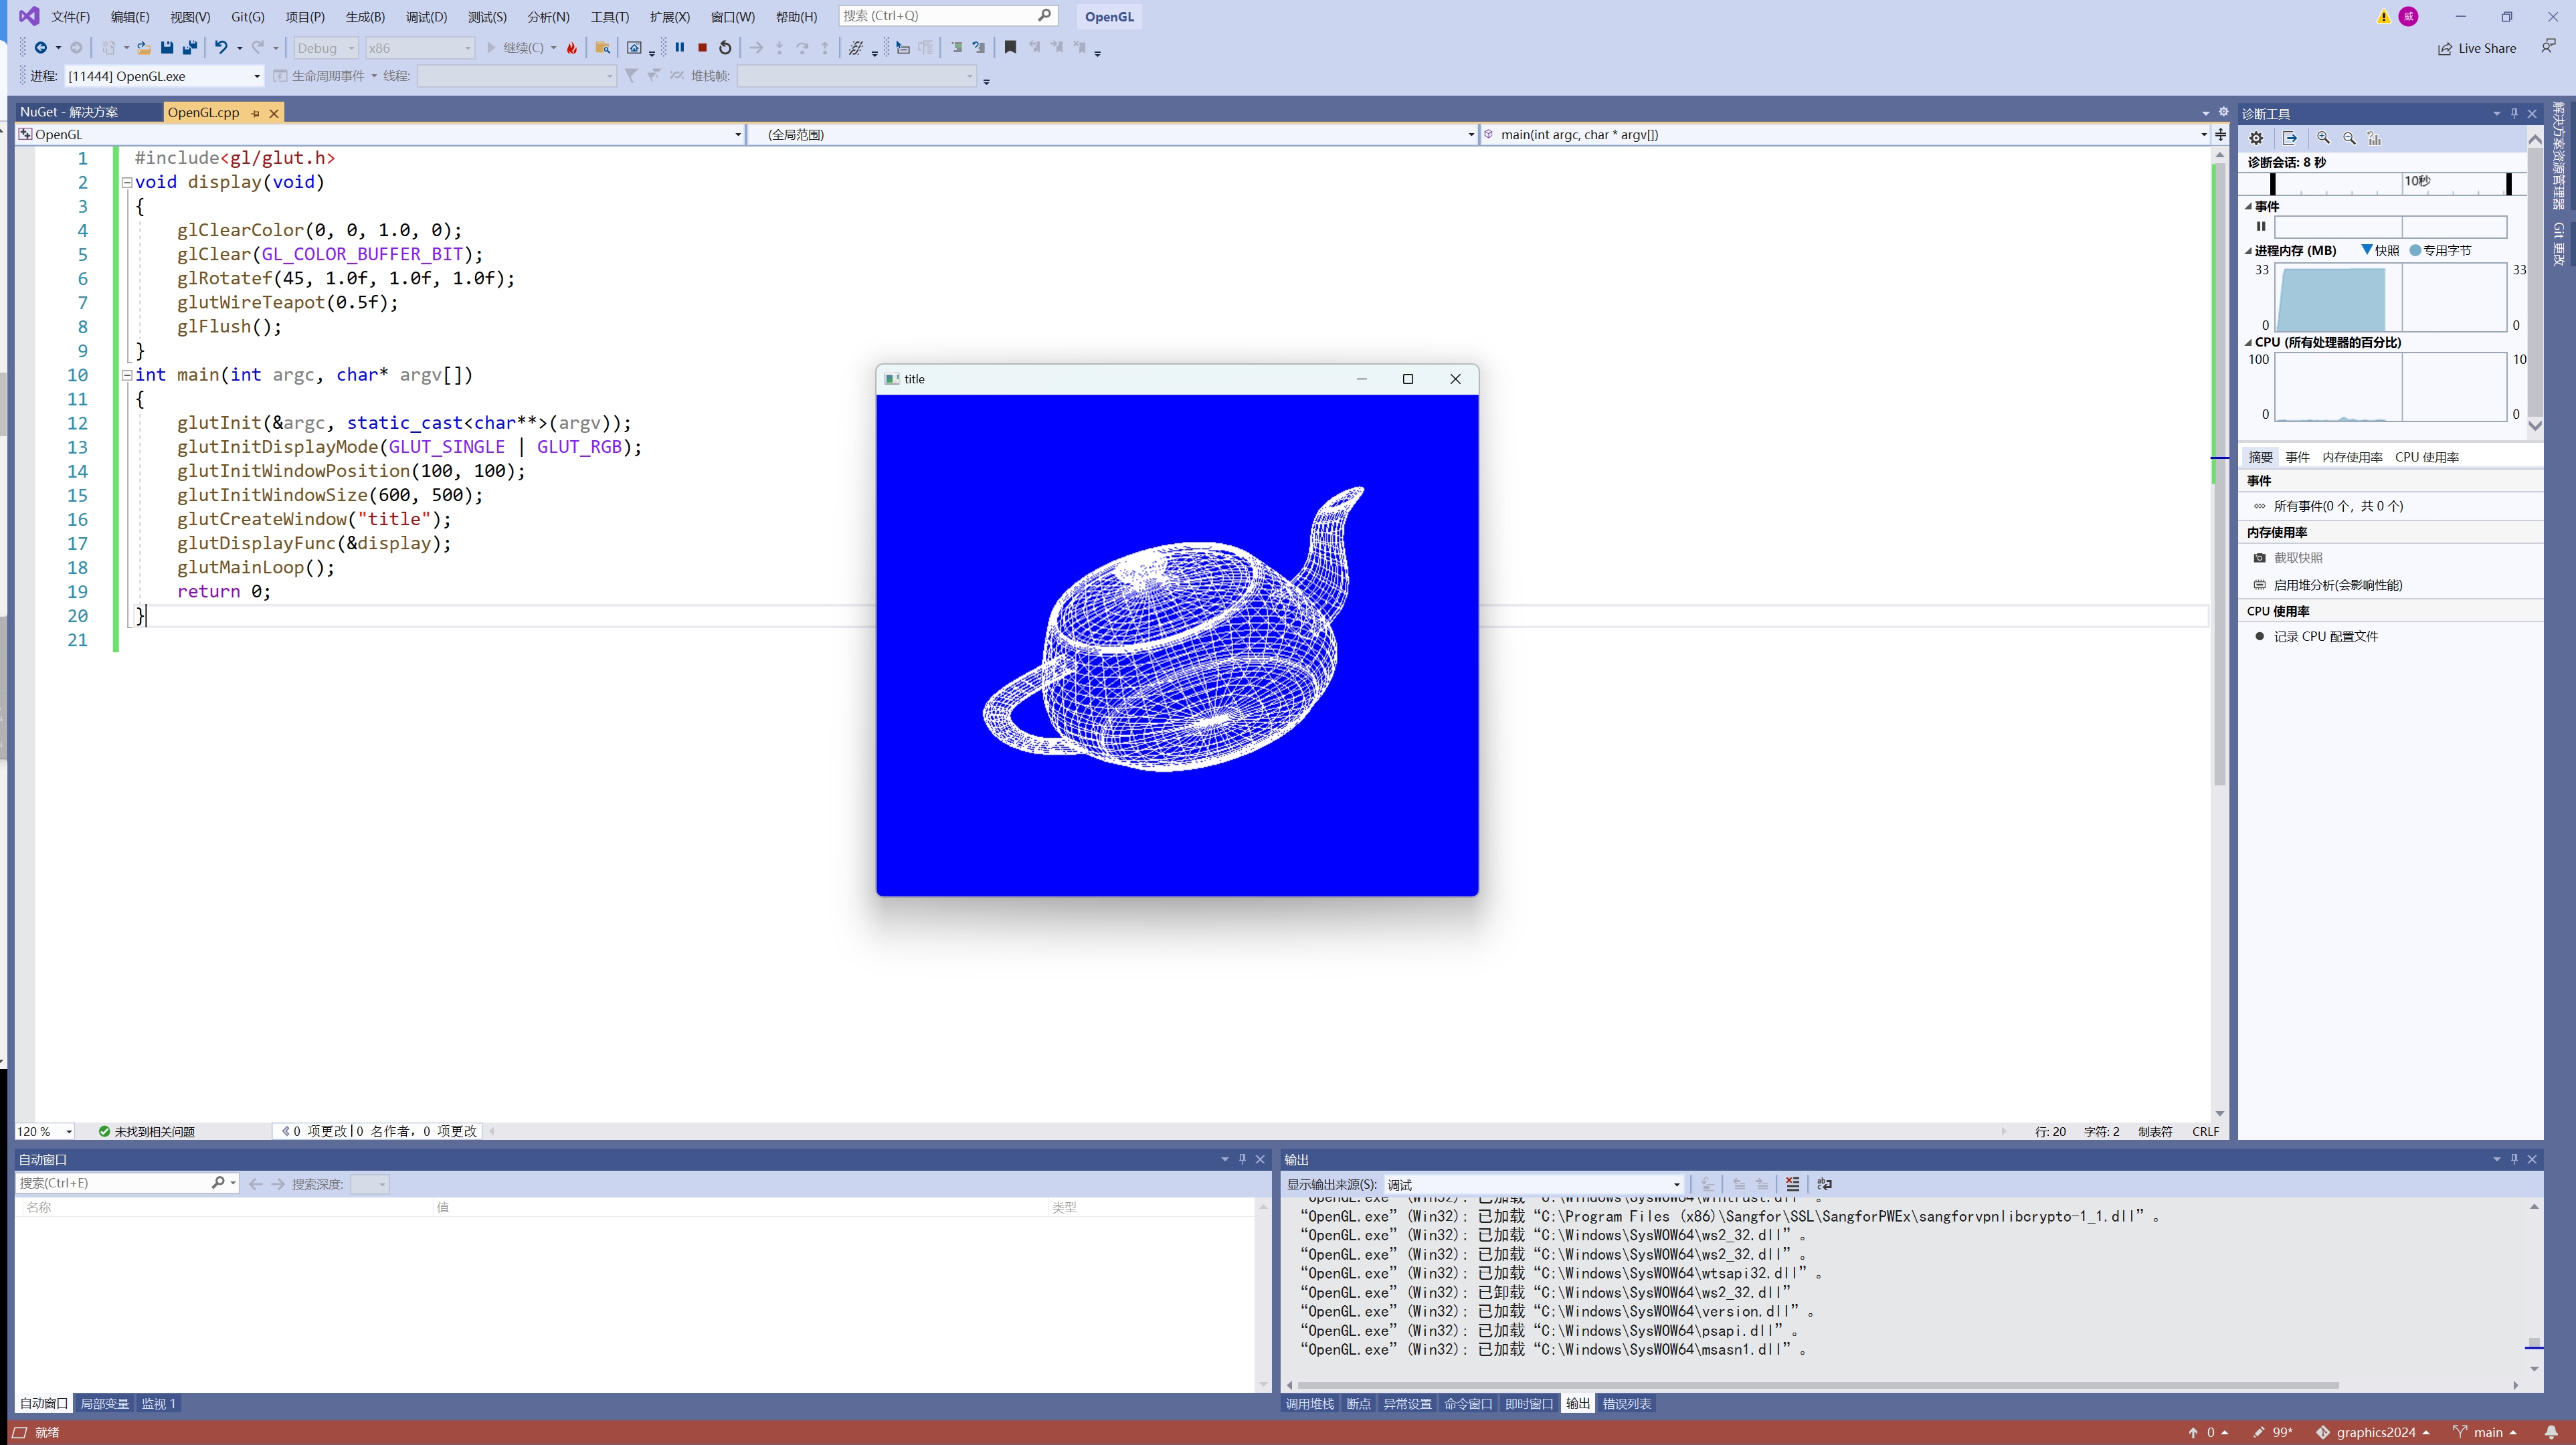 文件(F) 编辑(E) 视图(V) Git(G) 项目(P) 生成(B) 调试(D) 测试(S) 分析(N) 工具(T) 扩展(X) 窗口(W) 帮助(H) 搜索 (Ctrl+Q) OpenGL 威
Debug x86 继续(C) Live Share
进程: [11444] OpenGL.exe 生命周期事件 线程: 堆栈帧:
NuGet - 解决方案 OpenGL.cpp
OpenGL (全局范围) main(int argc, char * argv[])
1 #include<gl/glut.h>
2 void display(void)
3 {
4 glClearColor(0, 0, 1.0, 0);
5 glClear(GL_COLOR_BUFFER_BIT);
6 glRotatef(45, 1.0f, 1.0f, 1.0f);
7 glutWireTeapot(0.5f);
8 glFlush();
9 }
10 int main(int argc, char* argv[])
11 {
12 glutInit(&argc, static_cast<char**>(argv));
13 glutInitDisplayMode(GLUT_SINGLE | GLUT_RGB);
14 glutInitWindowPosition(100, 100);
15 glutInitWindowSize(600, 500);
16 glutCreateWindow("title");
17 glutDisplayFunc(&display);
18 glutMainLoop();
19 return 0;
20 }
21
title
120 % 未找到相关问题 0 项更改|0 名作者，0 项更改 行: 20 字符: 2 制表符 CRLF
诊断工具
诊断会话: 8 秒
10秒
事件
进程内存 (MB) 快照 专用字节
33 33
0 0
CPU (所有处理器的百分比)
100 10
0 0
摘要 事件 内存使用率 CPU 使用率
事件
所有事件(0 个，共 0 个)
内存使用率
截取快照
启用堆分析(会影响性能)
CPU 使用率
记录 CPU 配置文件
解决方案资源管理器
Git 更改
自动窗口
搜索(Ctrl+E) 搜索深度:
名称 值 类型
自动窗口 局部变量 监视 1
输出
显示输出来源(S): 调试
“OpenGL.exe”(Win32): 已加载“C:\Windows\SysWOW64\wintrust.dll”。
“OpenGL.exe”(Win32): 已加载“C:\Program Files (x86)\Sangfor\SSL\SangforPWEx\sangforvpnlibcrypto-1_1.dll”。
“OpenGL.exe”(Win32): 已加载“C:\Windows\SysWOW64\ws2_32.dll”。
“OpenGL.exe”(Win32): 已加载“C:\Windows\SysWOW64\ws2_32.dll”。
“OpenGL.exe”(Win32): 已加载“C:\Windows\SysWOW64\wtsapi32.dll”。
“OpenGL.exe”(Win32): 已卸载“C:\Windows\SysWOW64\ws2_32.dll”
“OpenGL.exe”(Win32): 已加载“C:\Windows\SysWOW64\version.dll”。
“OpenGL.exe”(Win32): 已加载“C:\Windows\SysWOW64\psapi.dll”。
“OpenGL.exe”(Win32): 已加载“C:\Windows\SysWOW64\msasn1.dll”。
调用堆栈 断点 异常设置 命令窗口 即时窗口 输出 错误列表
就绪 0 99* graphics2024 main